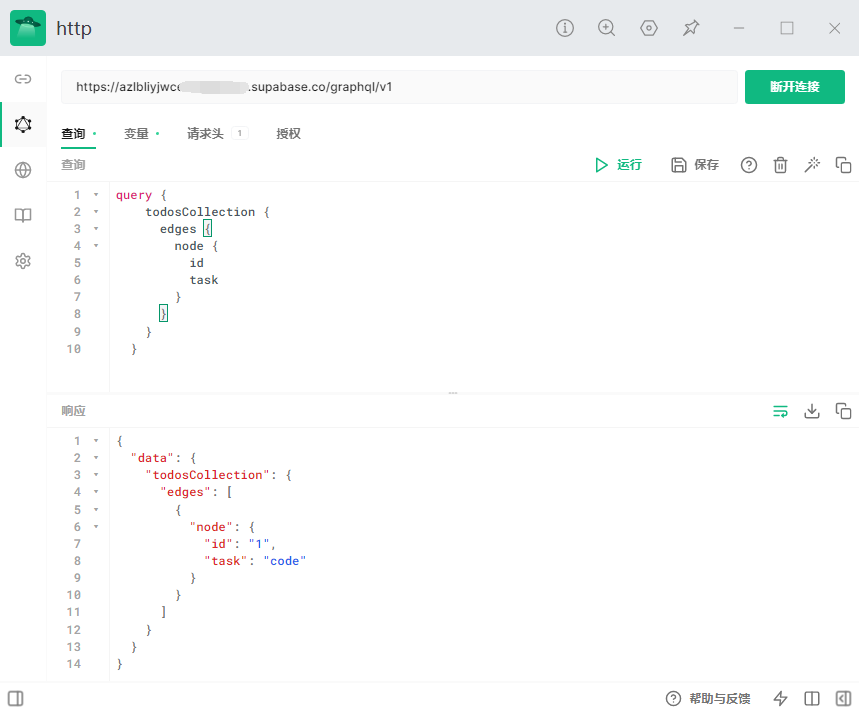 http
https://azlbliyjwce .supabase.co/graphql/v1
断开连接
查询 变量 请求头 1 授权
查询 运行 保存
1 query {
2 todosCollection {
3 edges {
4 node {
5 id
6 task
7 }
8 }
9 }
10 }
响应
1 {
2 "data": {
3 "todosCollection": {
4 "edges": [
5 {
6 "node": {
7 "id": "1",
8 "task": "code"
9 }
10 }
11 ]
12 }
13 }
14 }
帮助与反馈